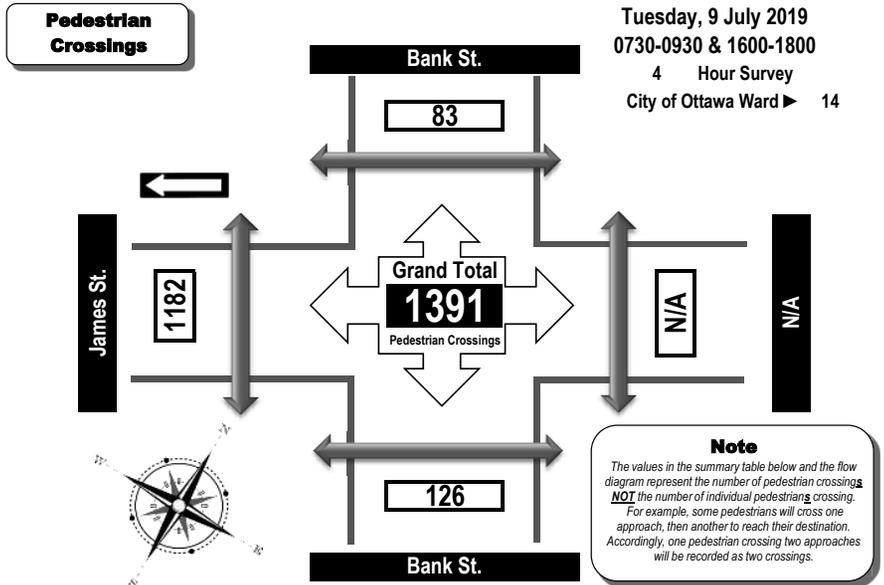 Pedestrian
Crossings
Tuesday, 9 July 2019
0730-0930 & 1600-1800
4 Hour Survey
City of Ottawa Ward ► 14
Bank St.
83
James St.
1182
Grand Total
1391
Pedestrian Crossings
N/A
N/A
126
Bank St.
Note
The values in the summary table below and the flow
diagram represent the number of pedestrian crossings
NOT the number of individual pedestrians crossing.
For example, some pedestrians will cross one
approach, then another to reach their destination.
Accordingly, one pedestrian crossing two approaches
will be recorded as two crossings.
N
W
E